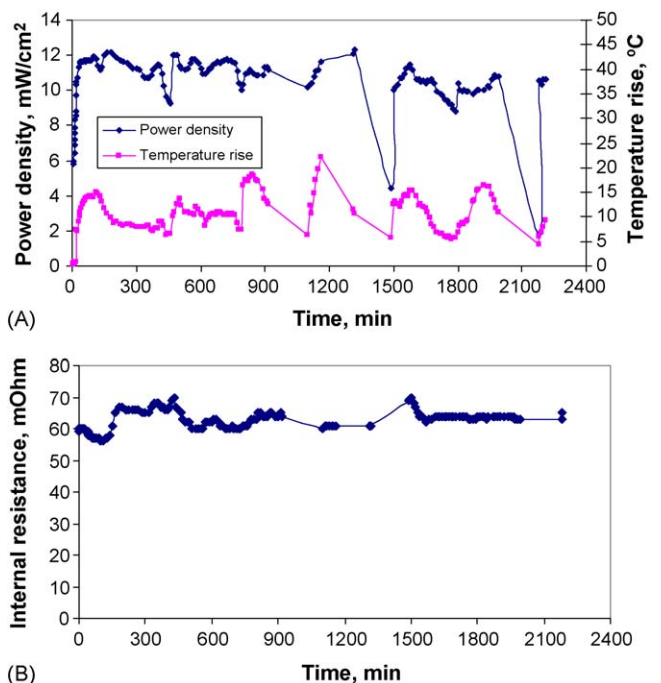 14
12
10
8
6
4
2
0
Power density, mW/cm²
50
45
40
35
30
25
20
15
10
5
0
Temperature rise, ºC
Power density
Temperature rise
0 300 600 900 1200 1500 1800 2100 2400
(A)
Time, min
80
70
60
50
40
30
20
10
0
Internal resistance, mOhm
0 300 600 900 1200 1500 1800 2100 2400
(B)
Time, min